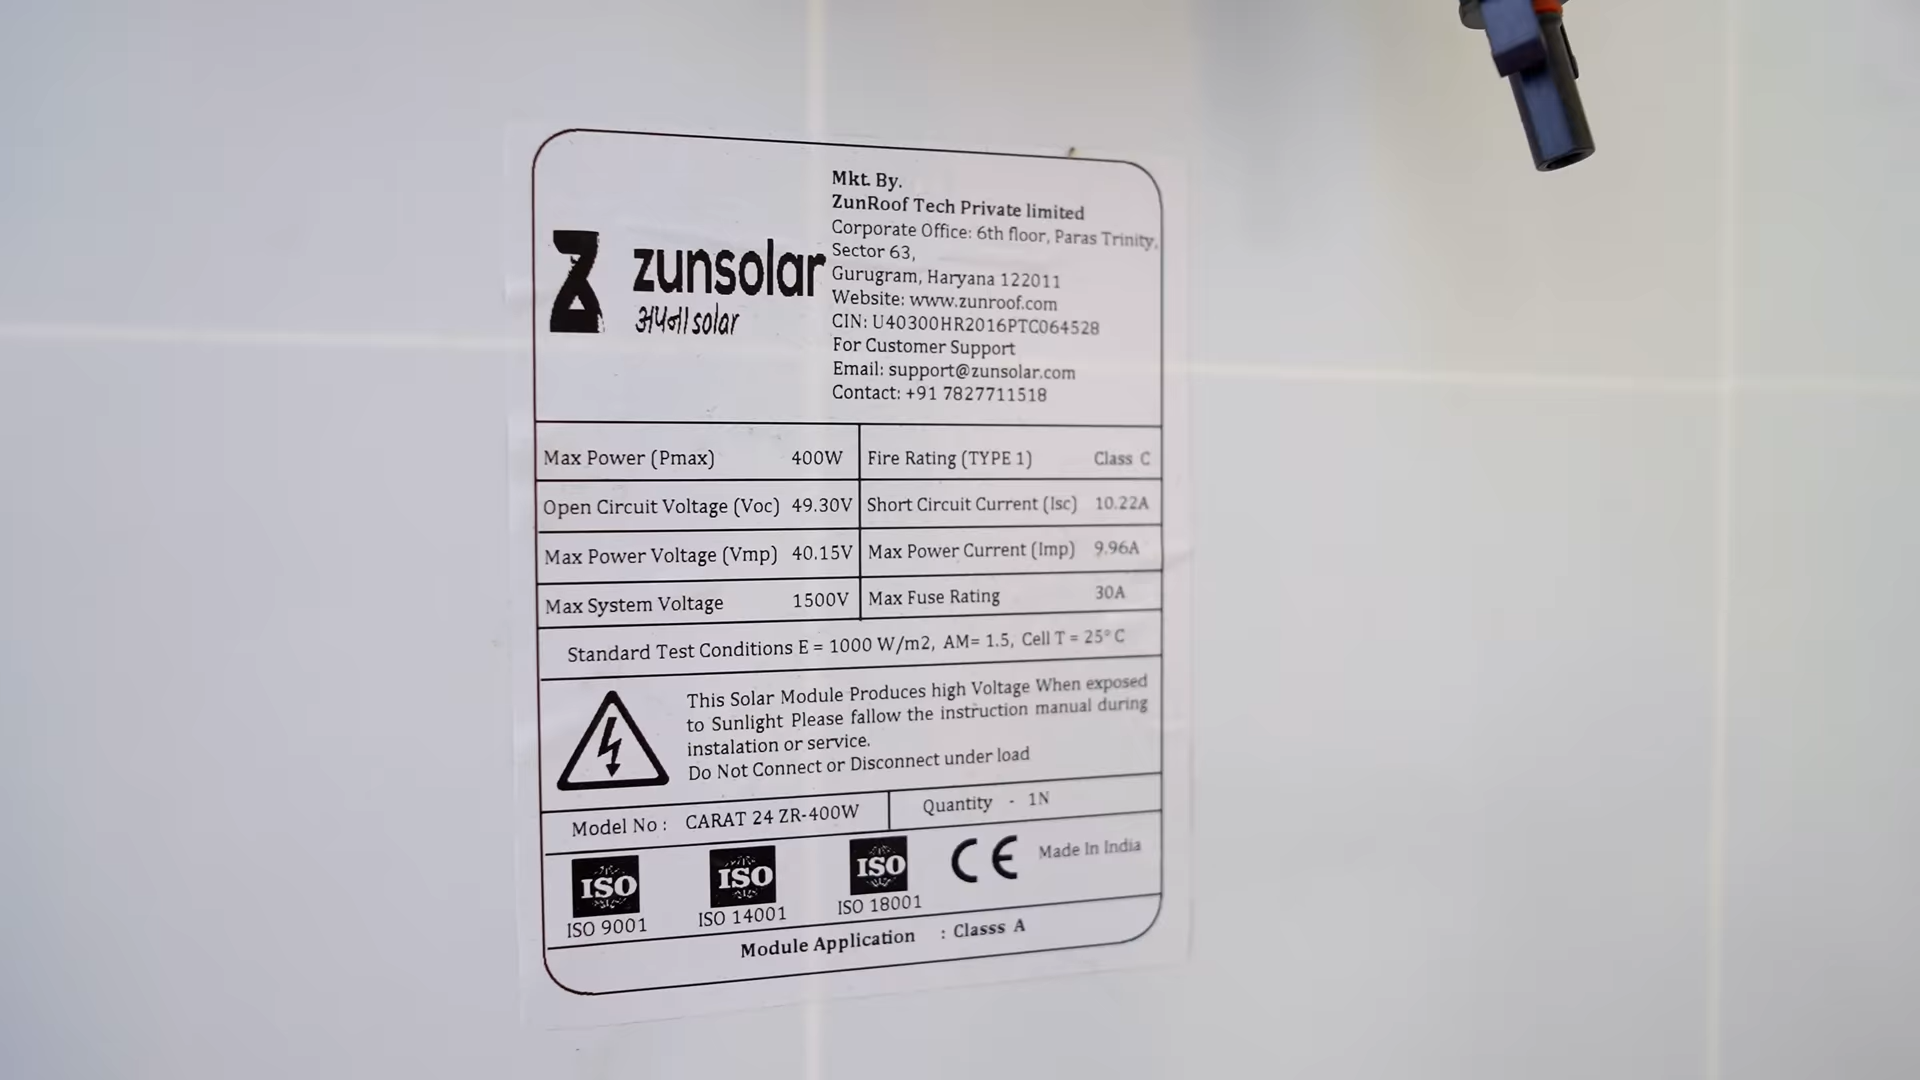 zunsolar
अपना solar
Mkt. By.
ZunRoof Tech Private limited
Corporate Office: 6th floor, Paras Trinity,
Sector 63,
Gurugram, Haryana 122011
Website: www.zunroof.com
CIN: U40300HR2016PTC064528
For Customer Support
Email: support@zunsolar.com
Contact: +91 7827711518
Max Power (Pmax) 400W Fire Rating (TYPE 1) Class C
Open Circuit Voltage (Voc) 49.30V Short Circuit Current (Isc) 10.22A
Max Power Voltage (Vmp) 40.15V Max Power Current (Imp) 9.96A
Max System Voltage 1500V Max Fuse Rating 30A
Standard Test Conditions E = 1000 W/m2, AM= 1.5, Cell T = 25° C
This Solar Module Produces high Voltage When exposed
to Sunlight Please fallow the instruction manual during
instalation or service.
Do Not Connect or Disconnect under load
Model No : CARAT 24 ZR-400W Quantity - 1N
ISO ISO ISO CE Made In India
ISO 9001 ISO 14001 ISO 18001
Module Application : Classs A